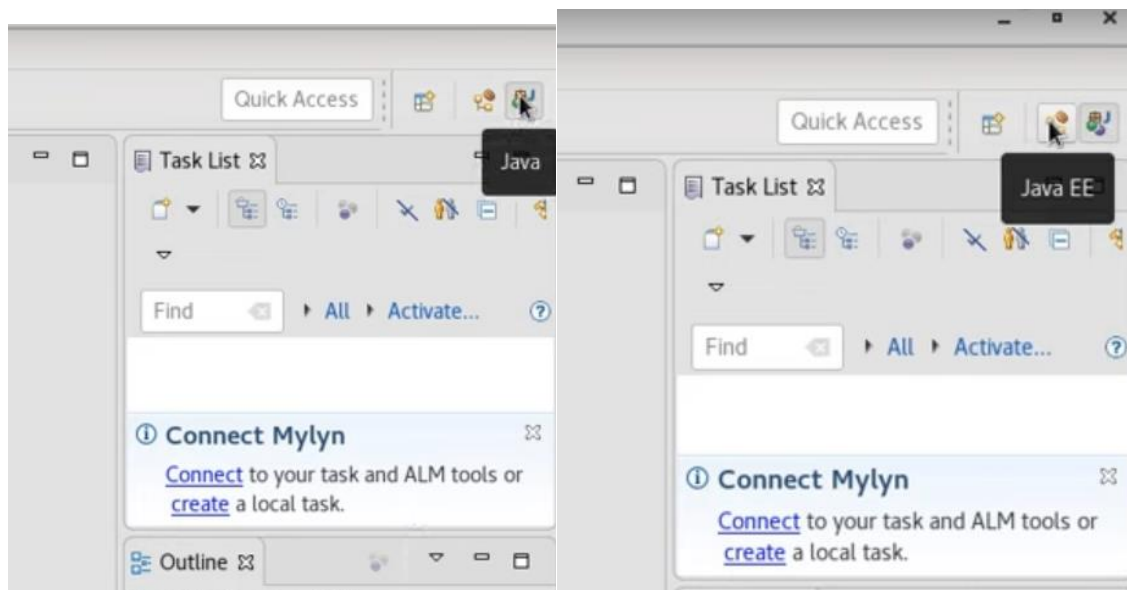 Quick Access
Java
Task List
Find
All
Activate...
Connect Mylyn
Connect to your task and ALM tools or
create a local task.
Outline
Quick Access
Java EE
Task List
Find
All
Activate...
Connect Mylyn
Connect to your task and ALM tools or
create a local task.